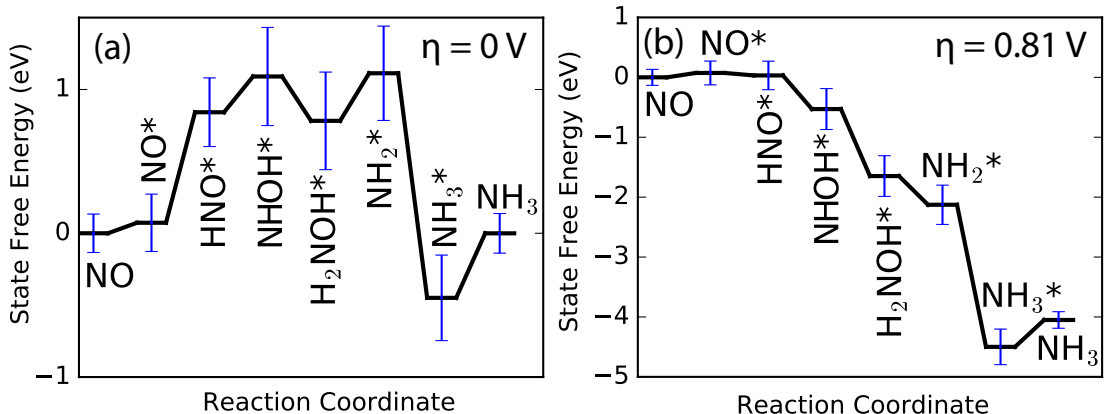 (a)
η = 0 V
State Free Energy (eV)
1
0
−1
NO
NO*
HNO*
NHOH*
H₂NOH*
NH₂*
NH₃*
NH₃
Reaction Coordinate
(b)
η = 0.81 V
State Free Energy (eV)
1
0
−1
−2
−3
−4
−5
NO
NO*
HNO*
NHOH*
H₂NOH*
NH₂*
NH₃*
NH₃
Reaction Coordinate